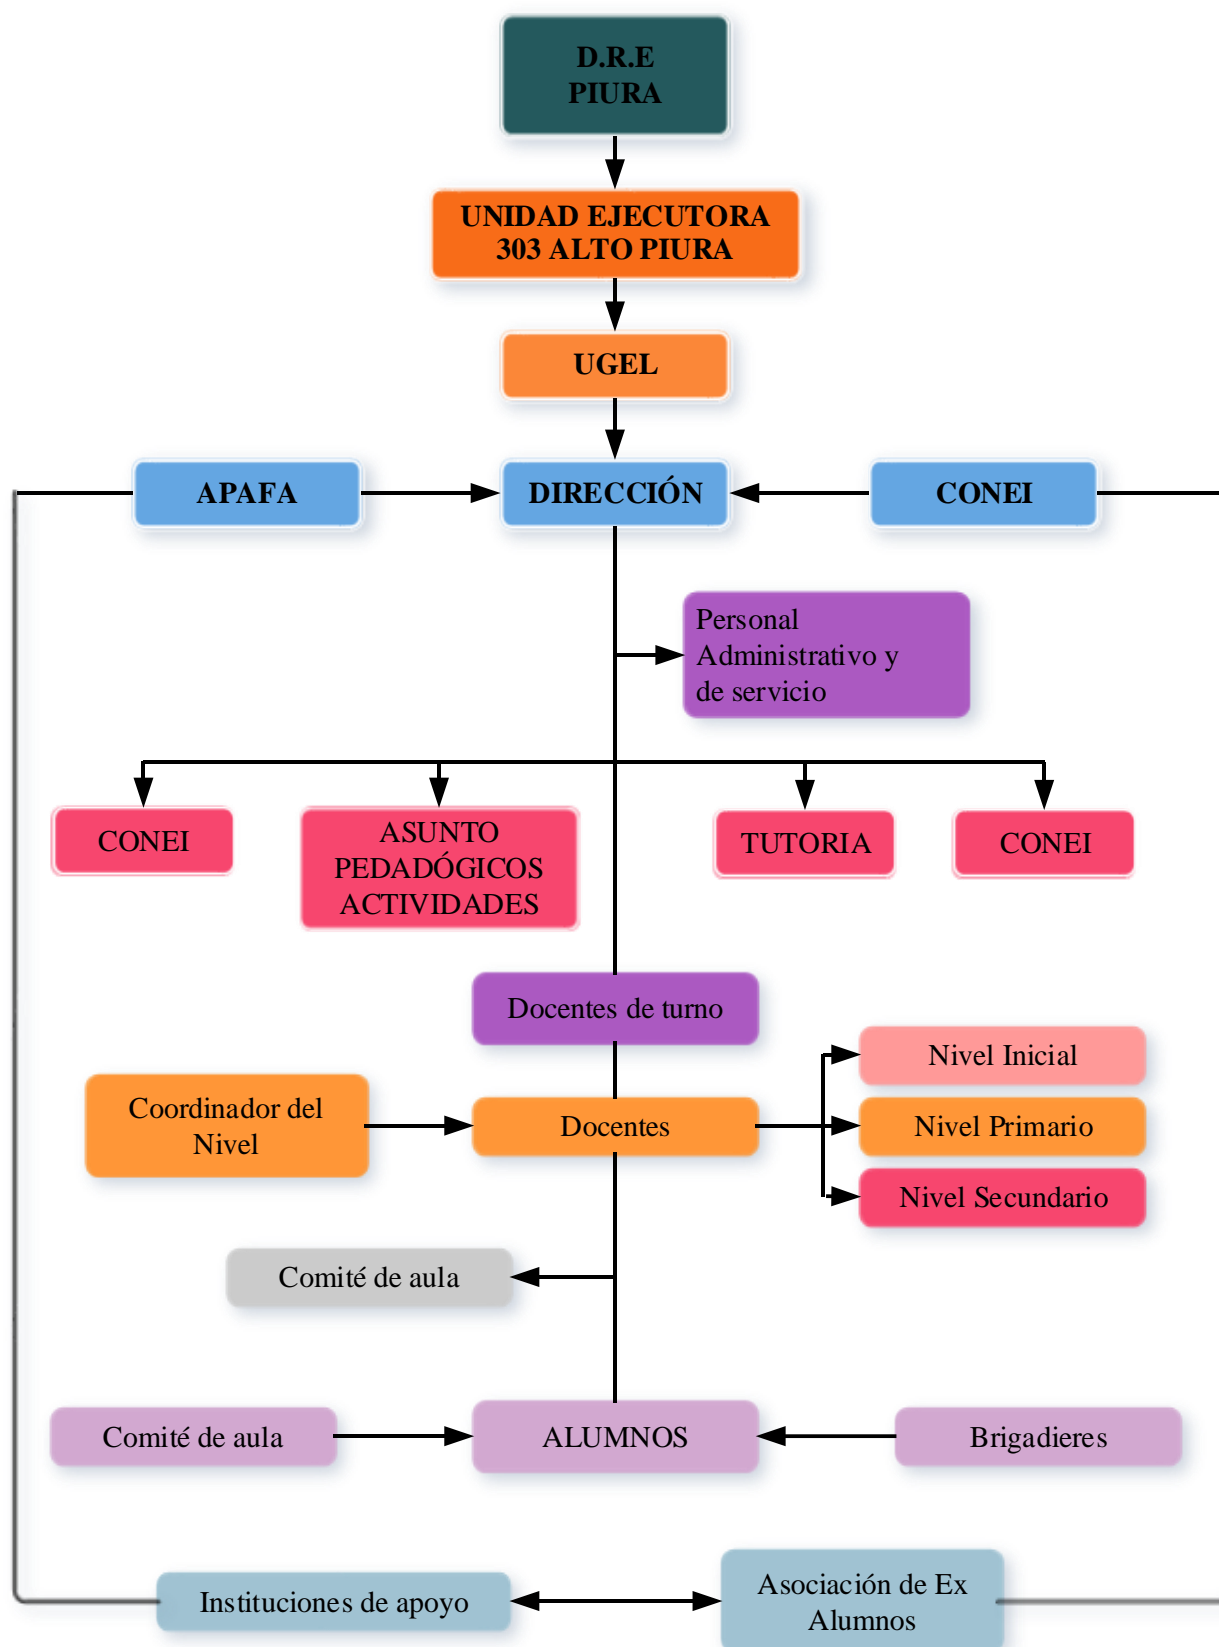 D.R.E
PIURA
UNIDAD EJECUTORA
303 ALTO PIURA
UGEL
APAFA
DIRECCIÓN
CONEI
Personal
Administrativo y
de servicio
CONEI
ASUNTO
PEDADÓGICOS
ACTIVIDADES
TUTORIA
CONEI
Docentes de turno
Nivel Inicial
Coordinador del
Nivel
Docentes
Nivel Primario
Nivel Secundario
Comité de aula
Comité de aula
ALUMNOS
Brigadieres
Instituciones de apoyo
Asociación de Ex
Alumnos